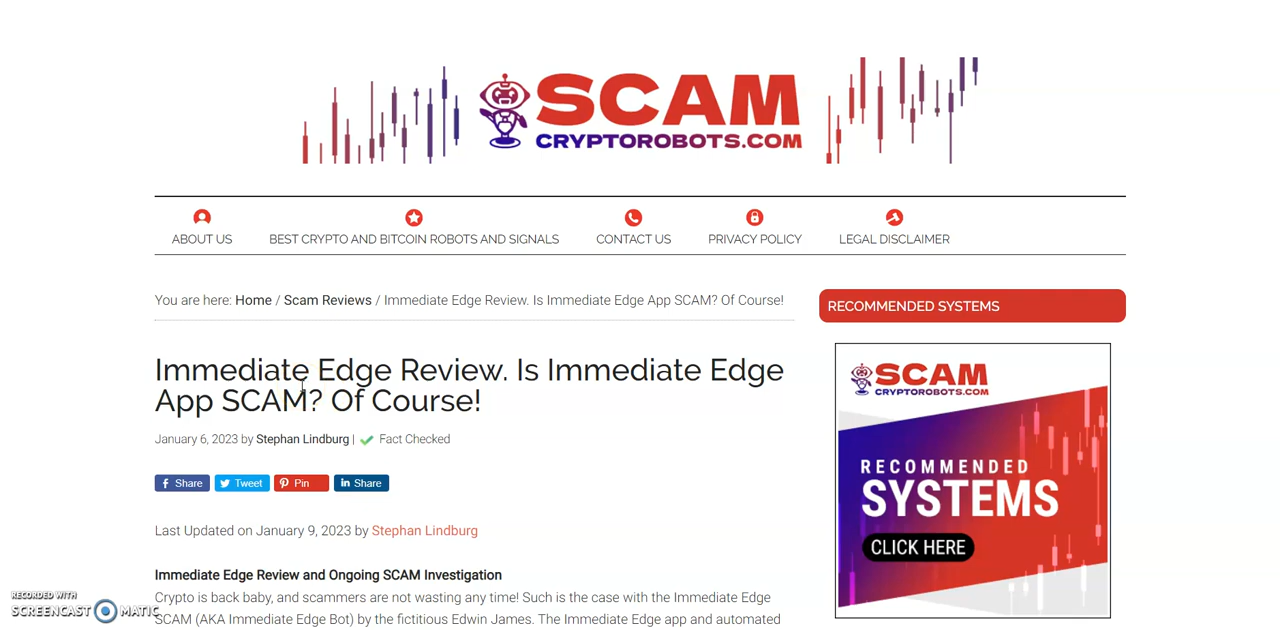 SCAM
CRYPTOROBOTS.COM
ABOUT US
BEST CRYPTO AND BITCOIN ROBOTS AND SIGNALS
CONTACT US
PRIVACY POLICY
LEGAL DISCLAIMER
You are here: Home / Scam Reviews / Immediate Edge Review. Is Immediate Edge App SCAM? Of Course!
Immediate Edge Review. Is Immediate Edge
App SCAM? Of Course!
January 6, 2023 by Stephan Lindburg | Fact Checked
Share
Tweet
Pin
Share
Last Updated on January 9, 2023 by Stephan Lindburg
Immediate Edge Review and Ongoing SCAM Investigation
Crypto is back baby, and scammers are not wasting any time! Such is the case with the Immediate Edge
SCAM (AKA Immediate Edge Bot) by the fictitious Edwin James. The Immediate Edge app and automated
RECOMMENDED SYSTEMS
SCAM
CRYPTOROBOTS.COM
RECOMMENDED
SYSTEMS
CLICK HERE
RECORDED WITH
SCREENCAST MATIC